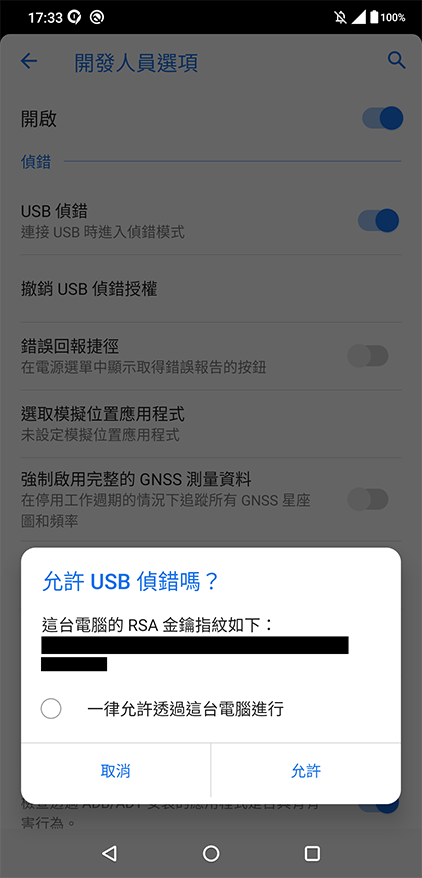 17:33
100%
開發人員選項
開啟
偵錯
USB 偵錯
連接 USB 時進入偵錯模式
撤銷 USB 偵錯授權
錯誤回報捷徑
在電源選單中顯示取得錯誤報告的按鈕
選取模擬位置應用程式
未設定模擬位置應用程式
強制啟用完整的 GNSS 測量資料
在停用工作週期的情況下追蹤所有 GNSS 星座
圖和頻率
允許 USB 偵錯嗎？
這台電腦的 RSA 金鑰指紋如下：
一律允許透過這台電腦進行
取消
允許
害行為。